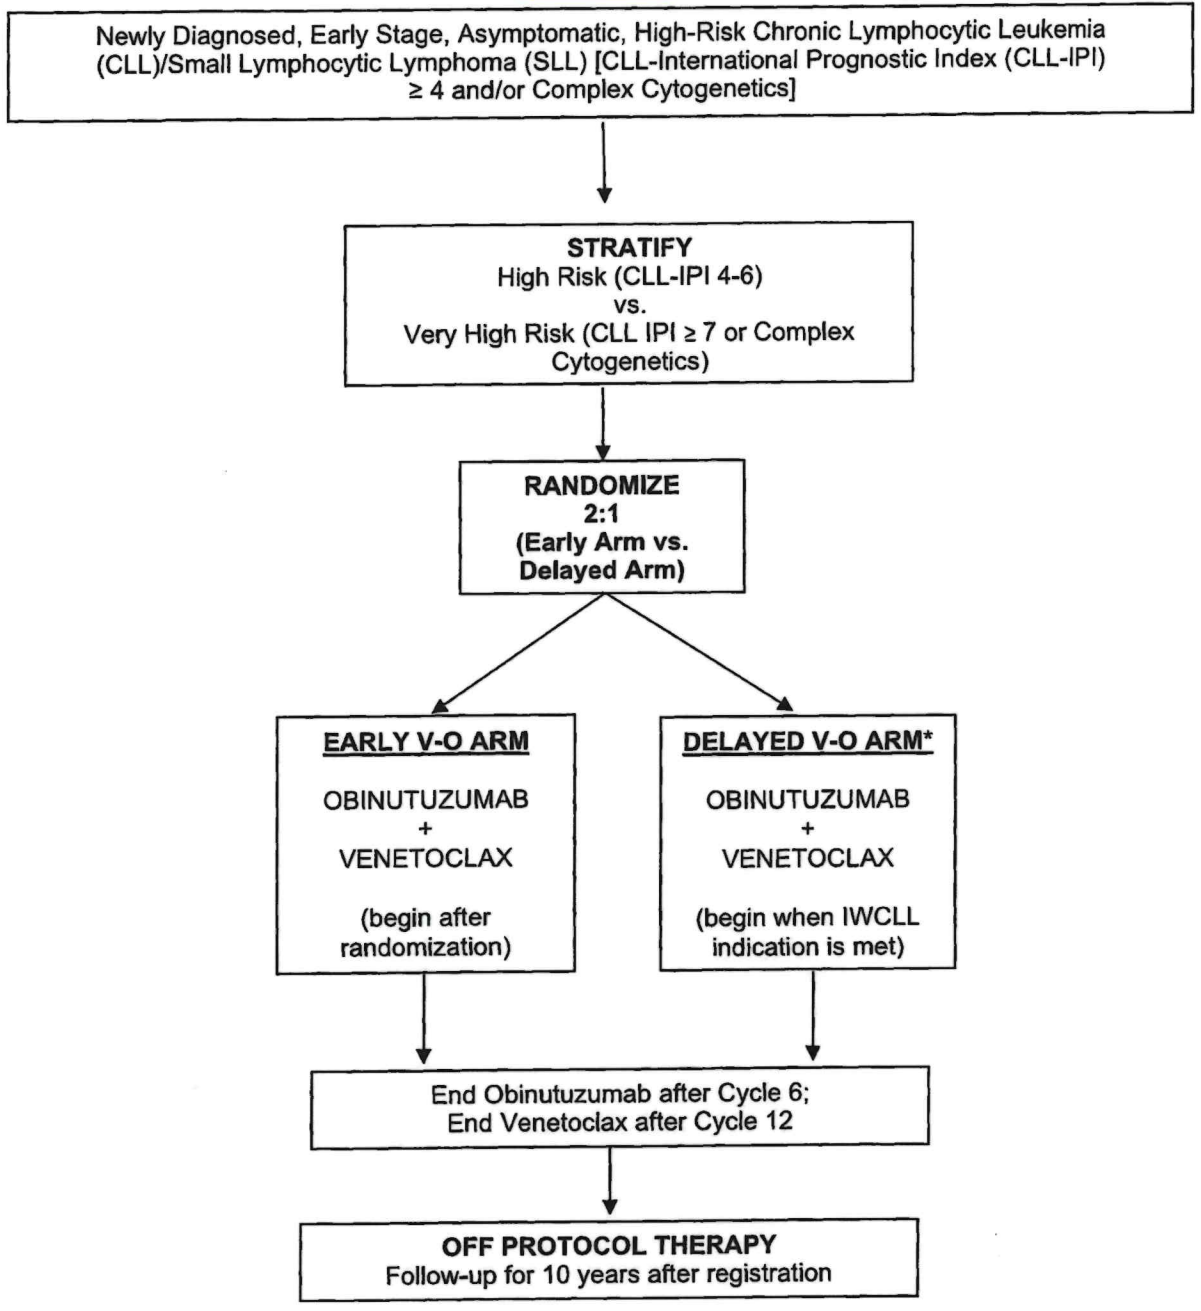 Newly Diagnosed, Early Stage, Asymptomatic, High-Risk Chronic Lymphocytic Leukemia
(CLL)/Small Lymphocytic Lymphoma (SLL) [CLL-International Prognostic Index (CLL-IPI)
≥ 4 and/or Complex Cytogenetics]
STRATIFY
High Risk (CLL-IPI 4-6)
vs.
Very High Risk (CLL IPI ≥ 7 or Complex
Cytogenetics)
RANDOMIZE
2:1
(Early Arm vs.
Delayed Arm)
EARLY V-O ARM
OBINUTUZUMAB
+
VENETOCLAX
(begin after
randomization)
DELAYED V-O ARM*
OBINUTUZUMAB
+
VENETOCLAX
(begin when IWCLL
indication is met)
End Obinutuzumab after Cycle 6;
End Venetoclax after Cycle 12
OFF PROTOCOL THERAPY
Follow-up for 10 years after registration